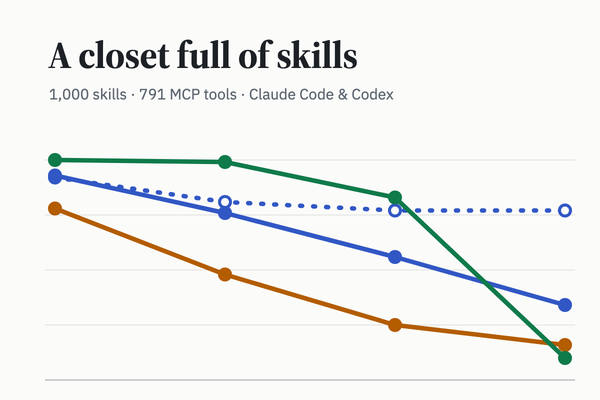 A closet full of skills
1,000 skills · 791 MCP tools · Claude Code & Codex